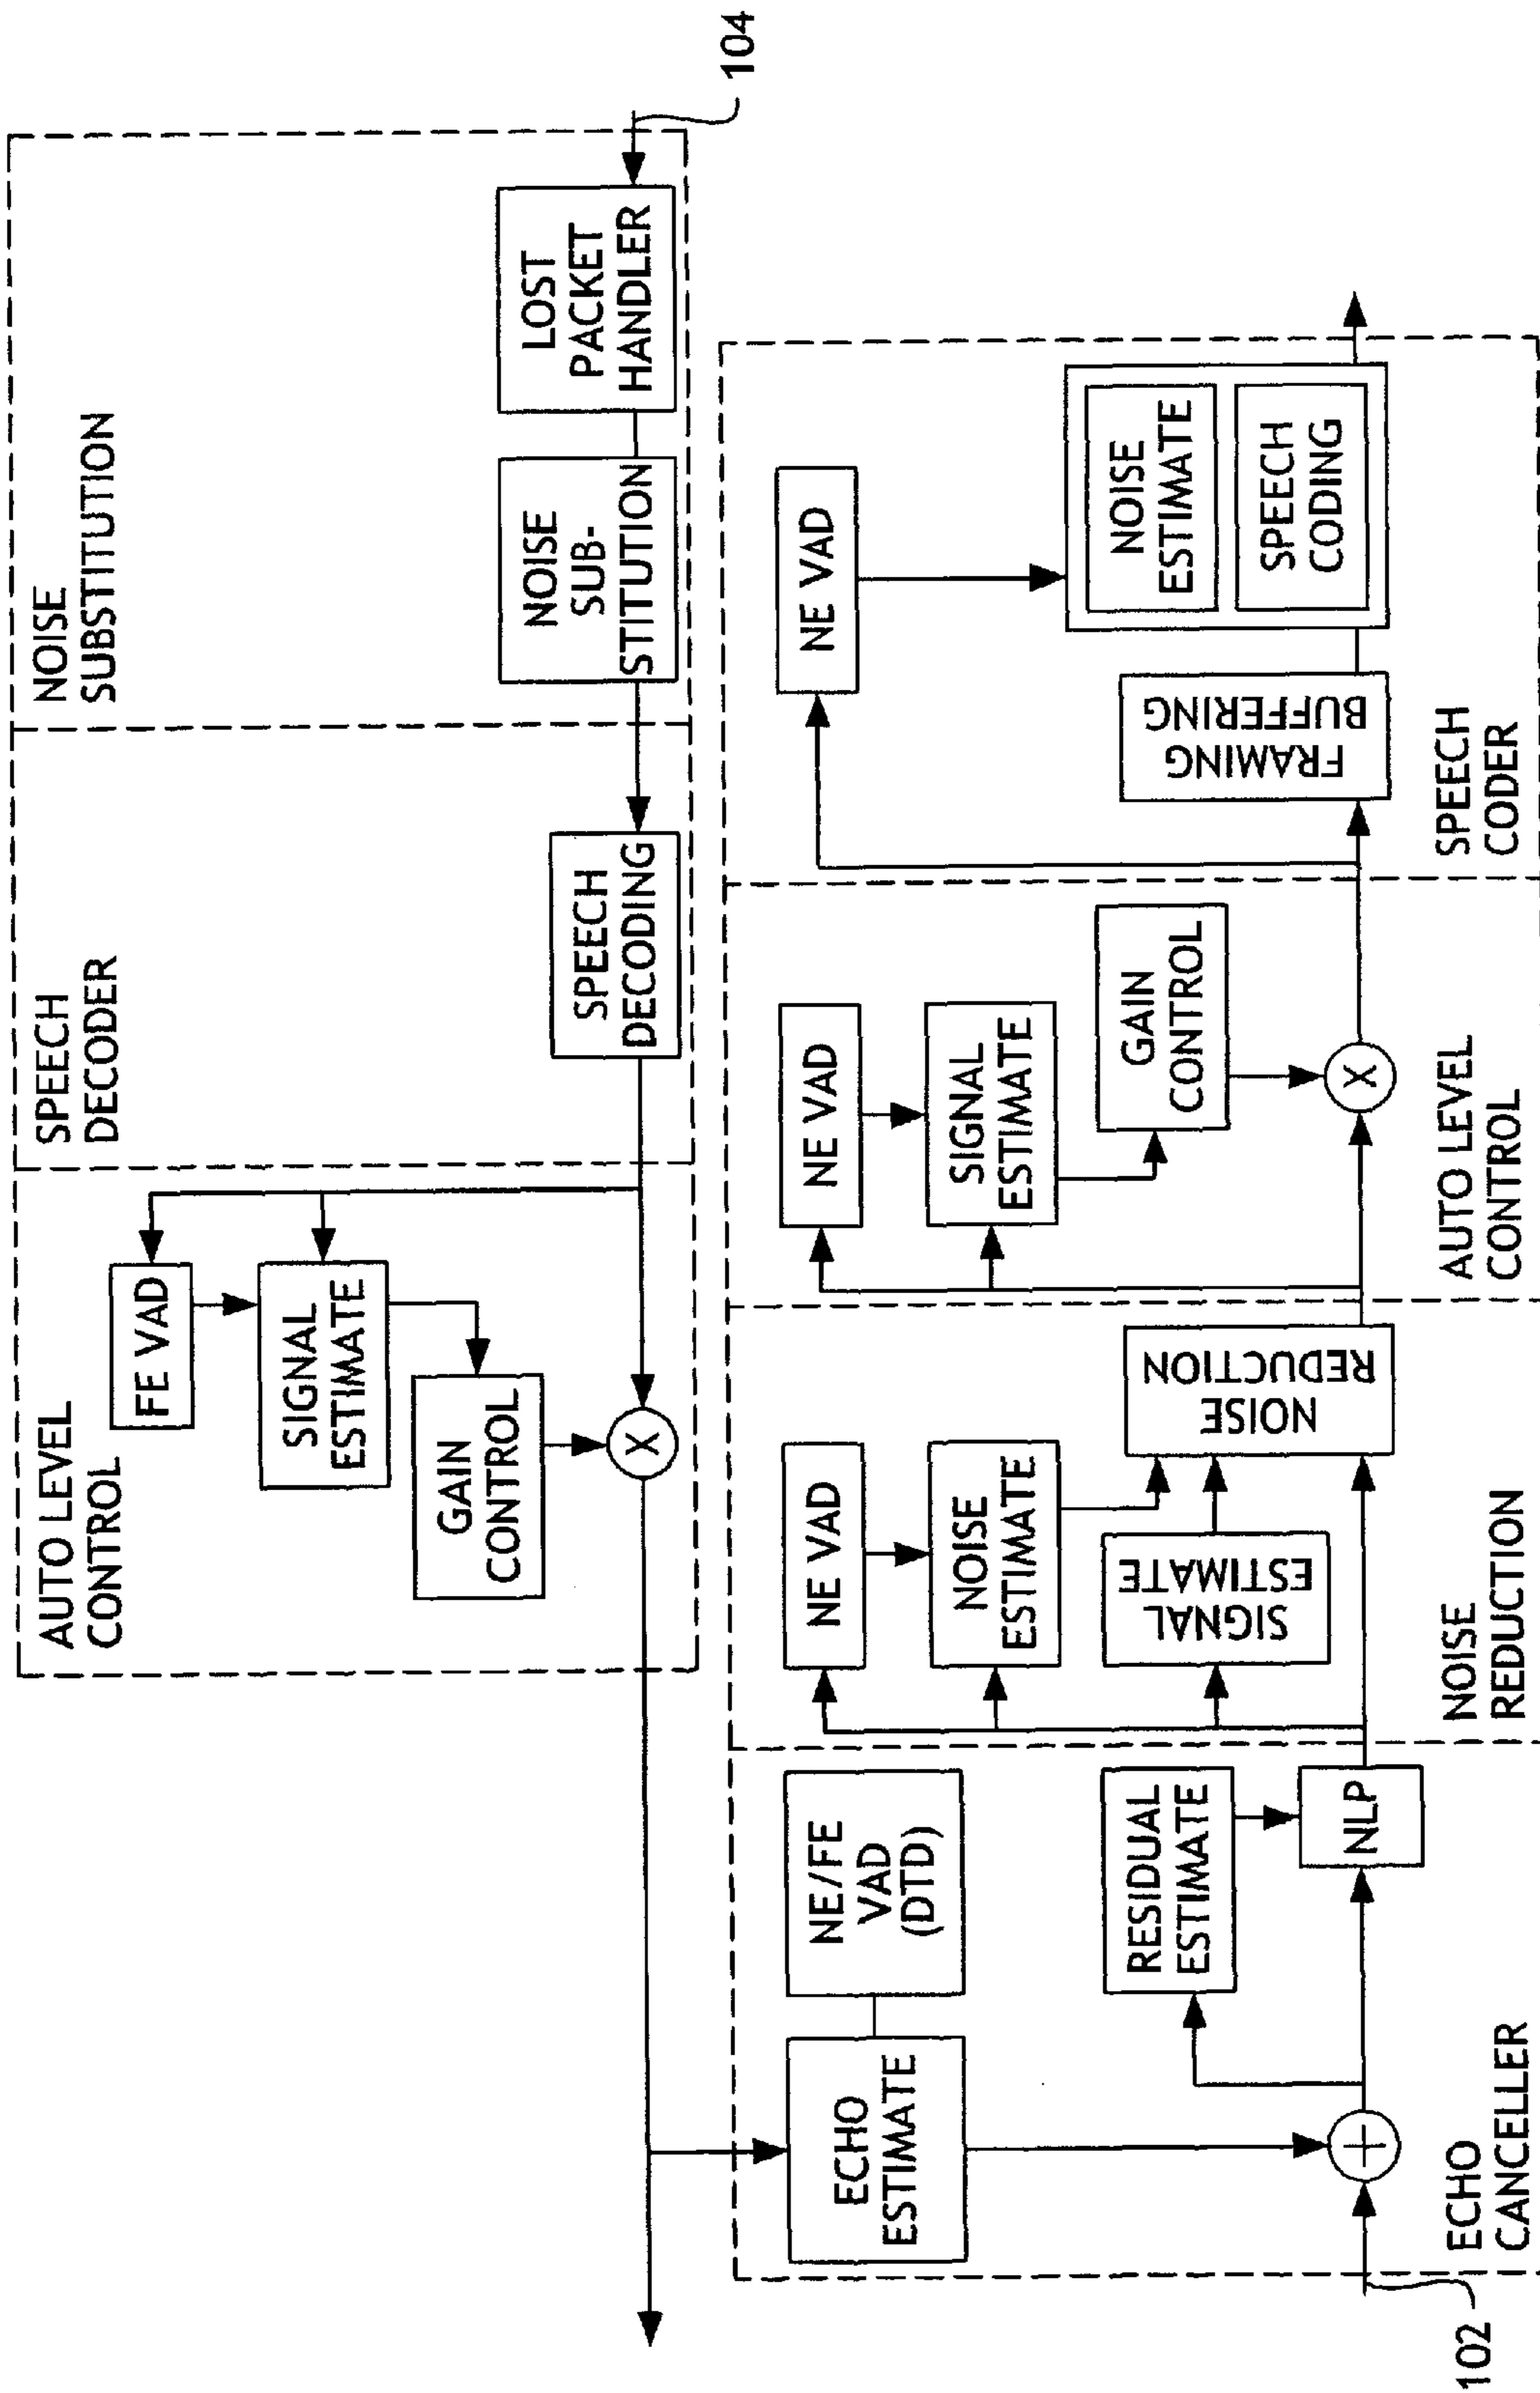 AUTO LEVEL
CONTROL
FE VAD
SIGNAL
ESTIMATE
GAIN
CONTROL
X
SPEECH
DECODER
SPEECH
DECODING
NOISE
SUBSTITUTION
NOISE
SUB-
STITUTION
LOST
PACKET
HANDLER
104
102
ECHO
ESTIMATE
NE/FE
VAD
(DTD)
RESIDUAL
ESTIMATE
+
NLP
ECHO
CANCELLER
NE VAD
NOISE
ESTIMATE
SIGNAL
ESTIMATE
NOISE
REDUCTION
NOISE
REDUCTION
NE VAD
SIGNAL
ESTIMATE
GAIN
CONTROL
X
AUTO LEVEL
CONTROL
NE VAD
FRAMING
BUFFERING
NOISE
ESTIMATE
SPEECH
CODING
SPEECH
CODER